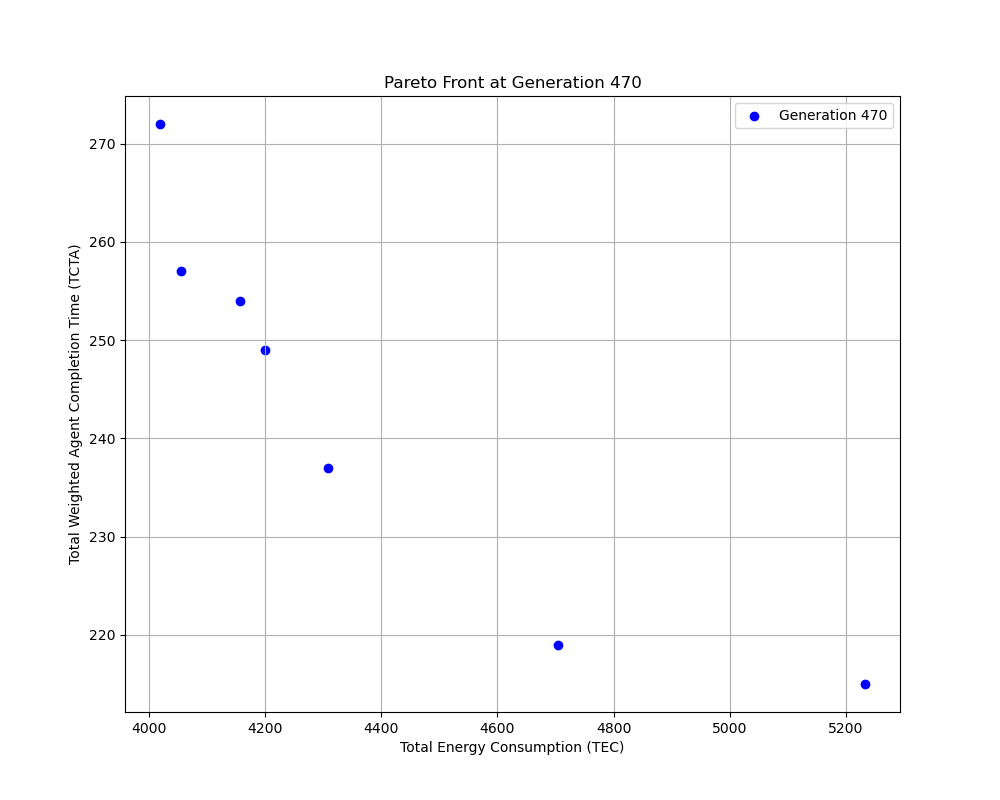 Pareto Front at Generation 470
Generation 470
Total Weighted Agent Completion Time (TCTA)
270
260
250
240
230
220
4000 4200 4400 4600 4800 5000 5200
Total Energy Consumption (TEC)